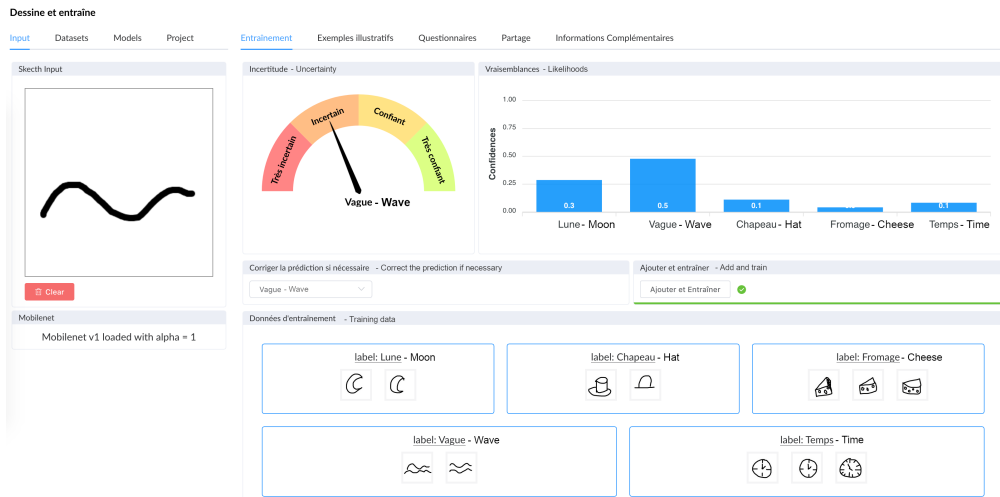 Dessine et entraîne
Input Datasets Models Project
Entraînement Exemples illustratifs Questionnaires Partage Informations Complémentaires
Skecth Input
Clear
Mobilenet
Mobilenet v1 loaded with alpha = 1
Incertitude - Uncertainty
Très incertain
Incertain
Confiant
Très confiant
Vague - Wave
Vraisemblances - Likelihoods
Confidences
1.00
0.75
0.50
0.25
0.00
0.3 0.5 0.1 0.1
Lune - Moon Vague - Wave Chapeau - Hat Fromage - Cheese Temps - Time
Corriger la prédiction si nécessaire - Correct the prediction if necessary
Vague - Wave
Ajouter et entraîner - Add and train
Ajouter et Entraîner
Données d'entraînement - Training data
label: Lune - Moon
label: Chapeau - Hat
label: Fromage - Cheese
label: Vague - Wave
label: Temps - Time